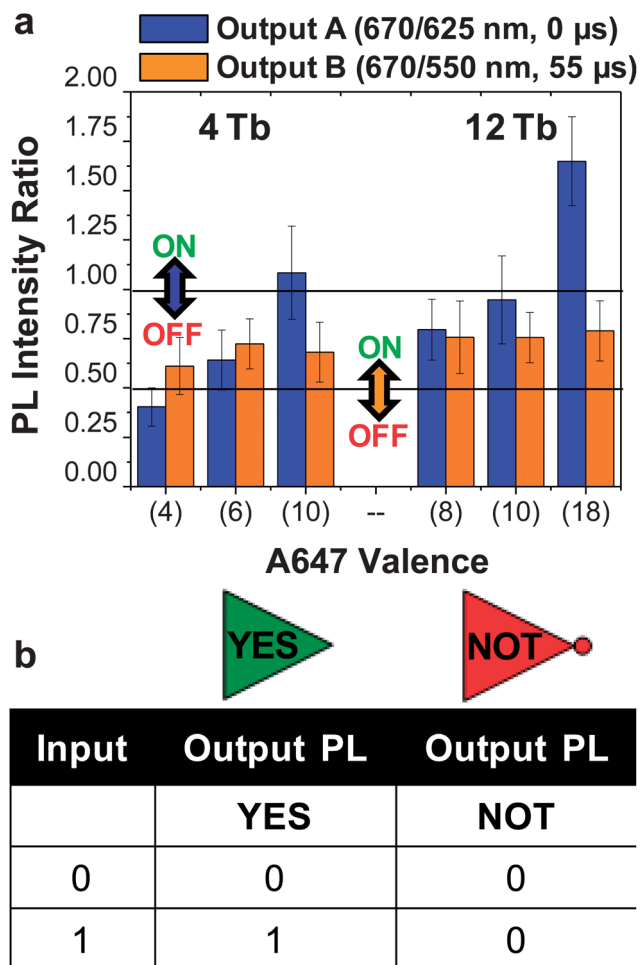 a
Output A (670/625 nm, 0 µs)
Output B (670/550 nm, 55 µs)
PL Intensity Ratio
2.00
1.75
1.50
1.25
1.00
0.75
0.50
0.25
0.00
4 Tb
12 Tb
ON
OFF
ON
OFF
(4) (6) (10) -- (8) (10) (18)
A647 Valence
b
YES NOT
Input Output PL Output PL
YES NOT
0 0 0
1 1 0